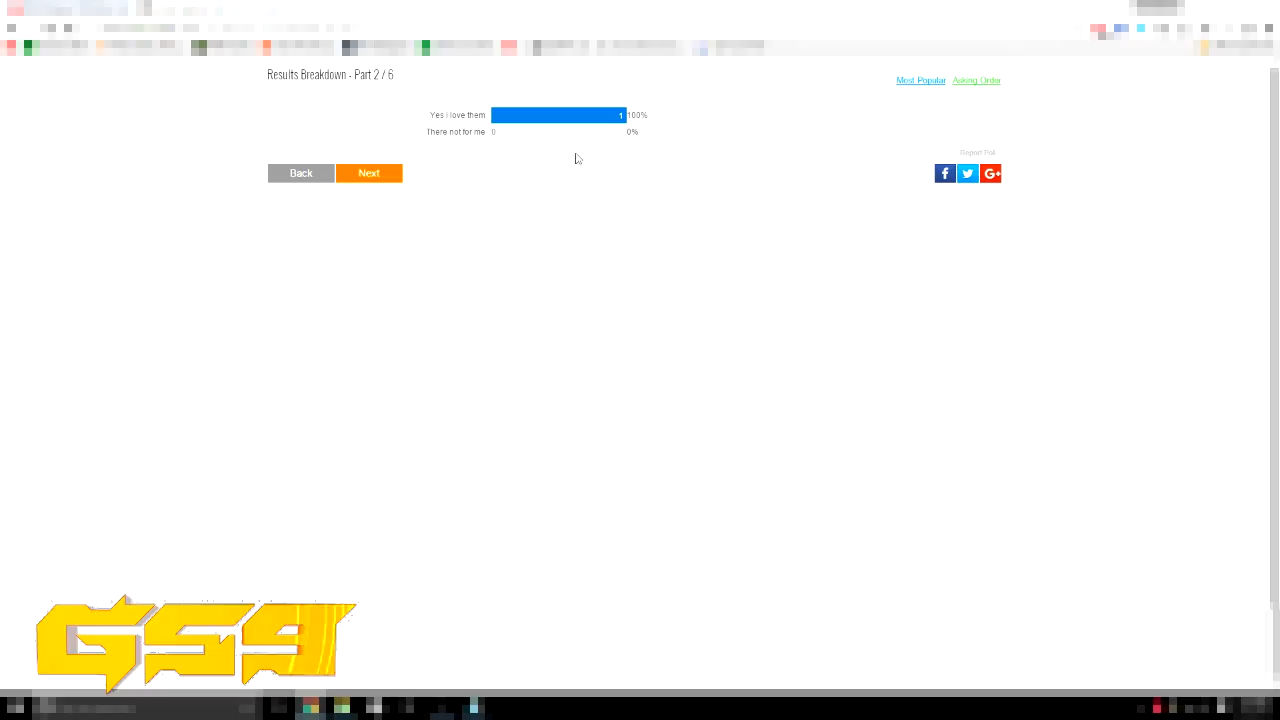 Results Breakdown - Part 2 / 6
Most Popular Asking Order
Yes i love them 1 100%
There not for me 0 0%
Report Poll
Back Next
f G+
GS9